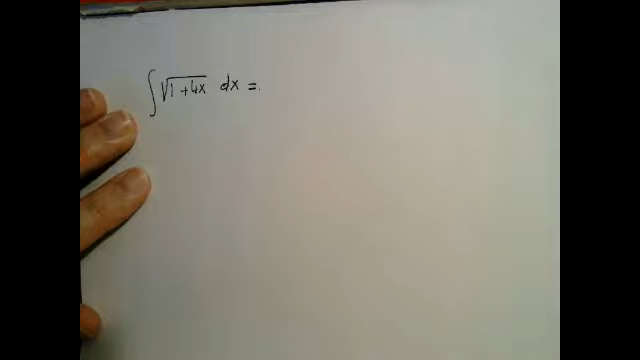 ∫√1+4x dx =